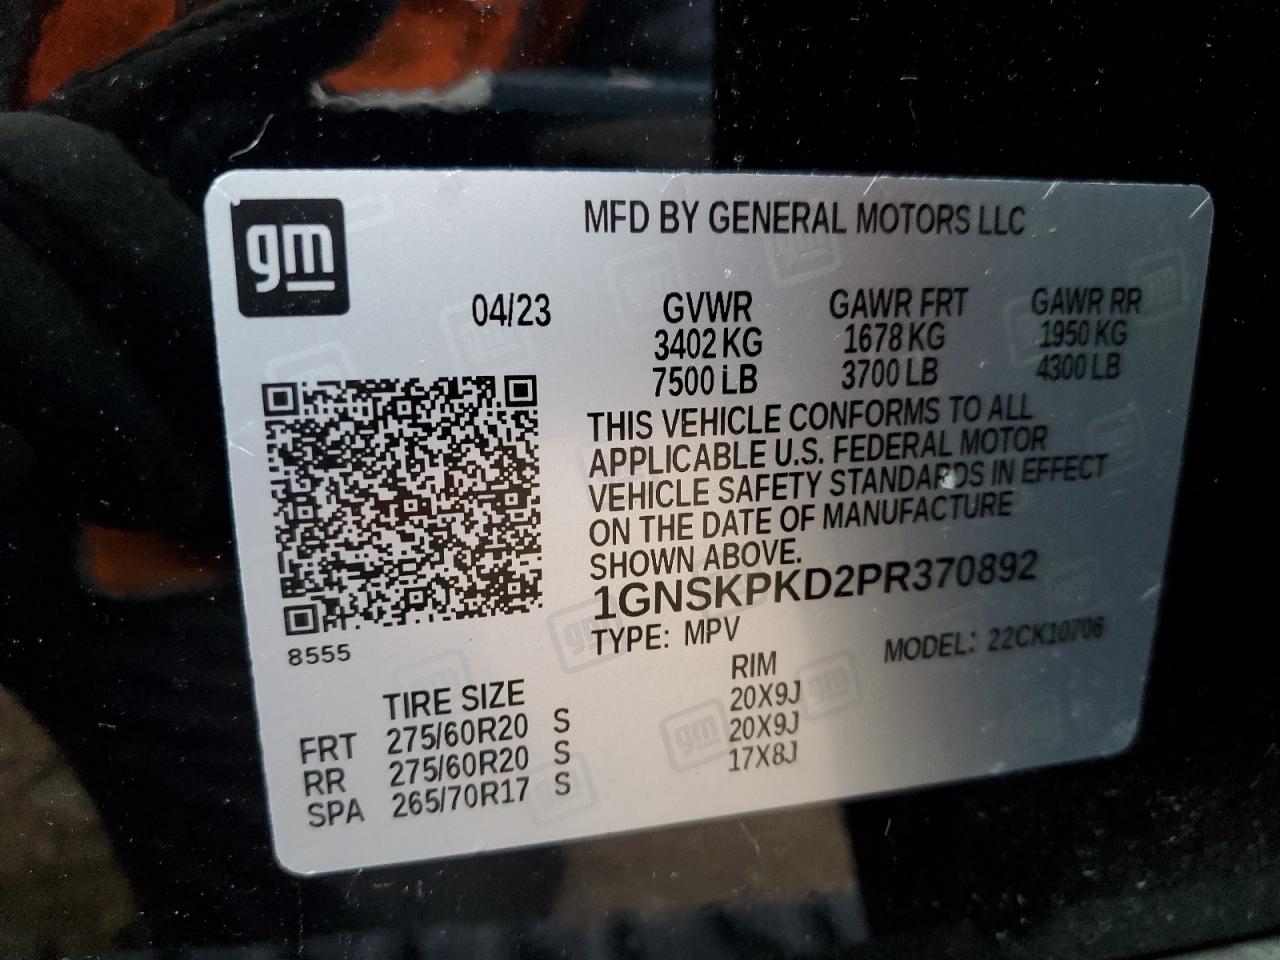 gm
MFD BY GENERAL MOTORS LLC
04/23
GVWR GAWR FRT GAWR RR
3402 KG 1678 KG 1950 KG
7500 LB 3700 LB 4300 LB
THIS VEHICLE CONFORMS TO ALL
APPLICABLE U.S. FEDERAL MOTOR
VEHICLE SAFETY STANDARDS IN EFFECT
ON THE DATE OF MANUFACTURE
SHOWN ABOVE.
1GNSKPKD2PR370892
TYPE: MPV MODEL: 22CK10706
8555
TIRE SIZE RIM
FRT 275/60R20 S 20X9J
RR 275/60R20 S 20X9J
SPA 265/70R17 S 17X8J